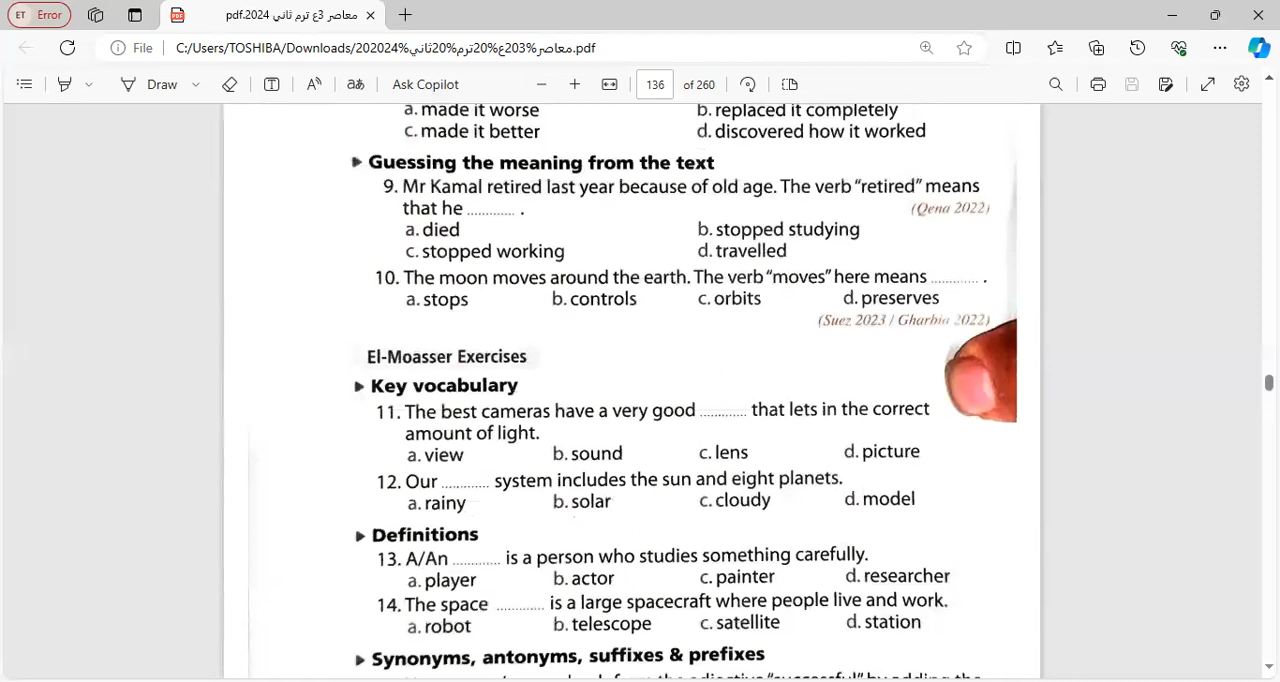 ET Error
معاصر 3ع ترم ثاني 2024.pdf
File
C:/Users/TOSHIBA/Downloads/202024%معاصر%203ع%20ترم%20ثاني.pdf
Draw
aあ
Ask Copilot
136 of 260
a. made it worse b. replaced it completely
c. made it better d. discovered how it worked
Guessing the meaning from the text
9. Mr Kamal retired last year because of old age. The verb "retired" means
that he ............ . (Qena 2022)
a. died b. stopped studying
c. stopped working d. travelled
10. The moon moves around the earth. The verb "moves" here means ............ .
a. stops b. controls c. orbits d. preserves
(Suez 2023 / Gharbia 2022)
El-Moasser Exercises
Key vocabulary
11. The best cameras have a very good ............ that lets in the correct
amount of light.
a. view b. sound c. lens d. picture
12. Our ............ system includes the sun and eight planets.
a. rainy b. solar c. cloudy d. model
Definitions
13. A/An ............ is a person who studies something carefully.
a. player b. actor c. painter d. researcher
14. The space ............ is a large spacecraft where people live and work.
a. robot b. telescope c. satellite d. station
Synonyms, antonyms, suffixes & prefixes